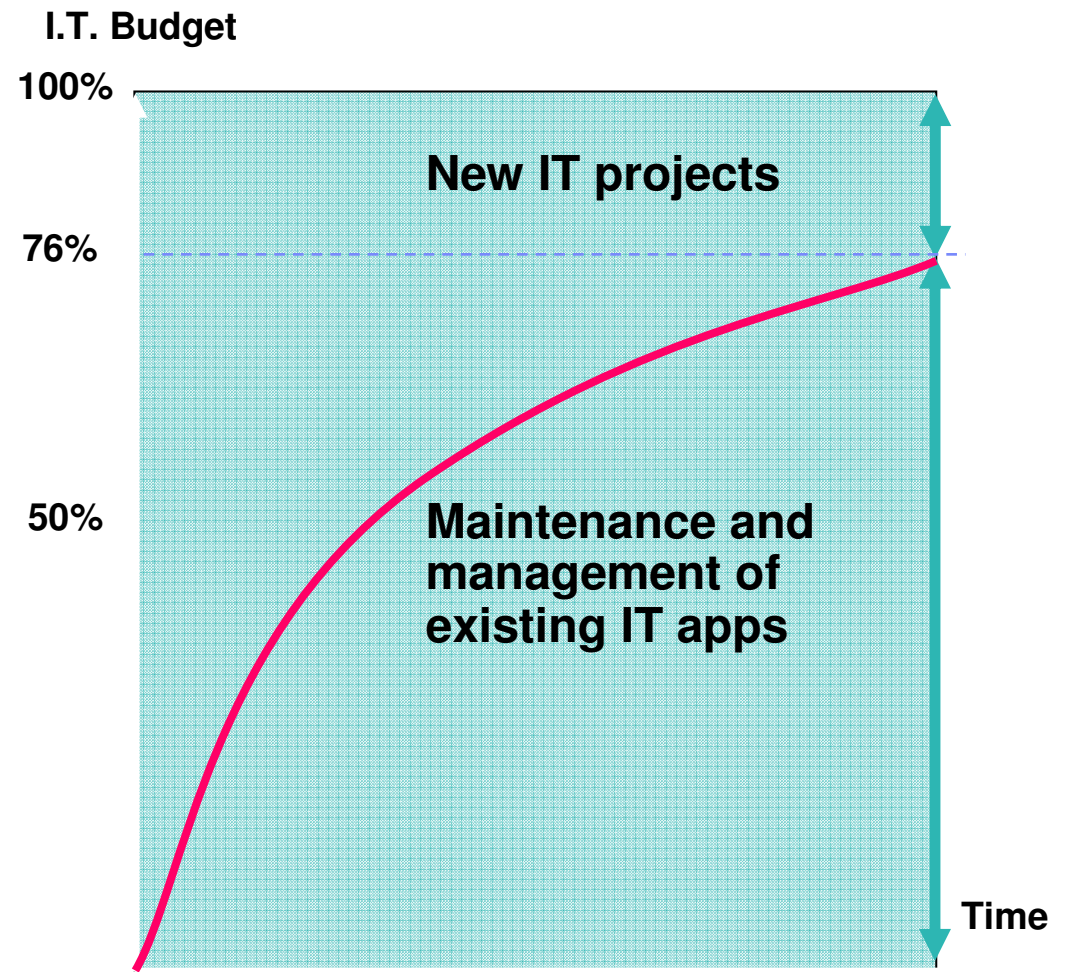 I.T. Budget
100%
New IT projects
76%
50%
Maintenance and
management of
existing IT apps
Time